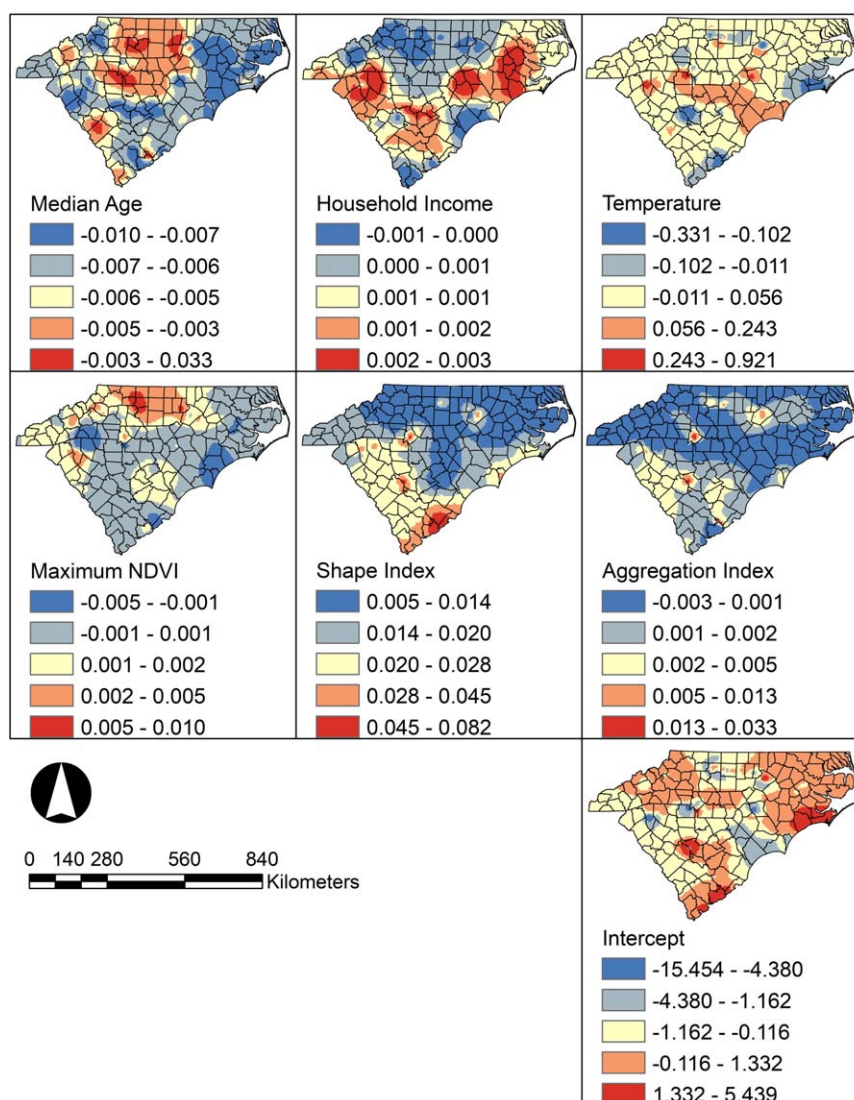 Median Age
-0.010 - -0.007
-0.007 - -0.006
-0.006 - -0.005
-0.005 - -0.003
-0.003 - 0.033
Household Income
-0.001 - 0.000
0.000 - 0.001
0.001 - 0.001
0.001 - 0.002
0.002 - 0.003
Temperature
-0.331 - -0.102
-0.102 - -0.011
-0.011 - 0.056
0.056 - 0.243
0.243 - 0.921
Maximum NDVI
-0.005 - -0.001
-0.001 - 0.001
0.001 - 0.002
0.002 - 0.005
0.005 - 0.010
Shape Index
0.005 - 0.014
0.014 - 0.020
0.020 - 0.028
0.028 - 0.045
0.045 - 0.082
Aggregation Index
-0.003 - 0.001
0.001 - 0.002
0.002 - 0.005
0.005 - 0.013
0.013 - 0.033
0 140 280 560 840
Kilometers
Intercept
-15.454 - -4.380
-4.380 - -1.162
-1.162 - -0.116
-0.116 - 1.332
1.332 - 5.439